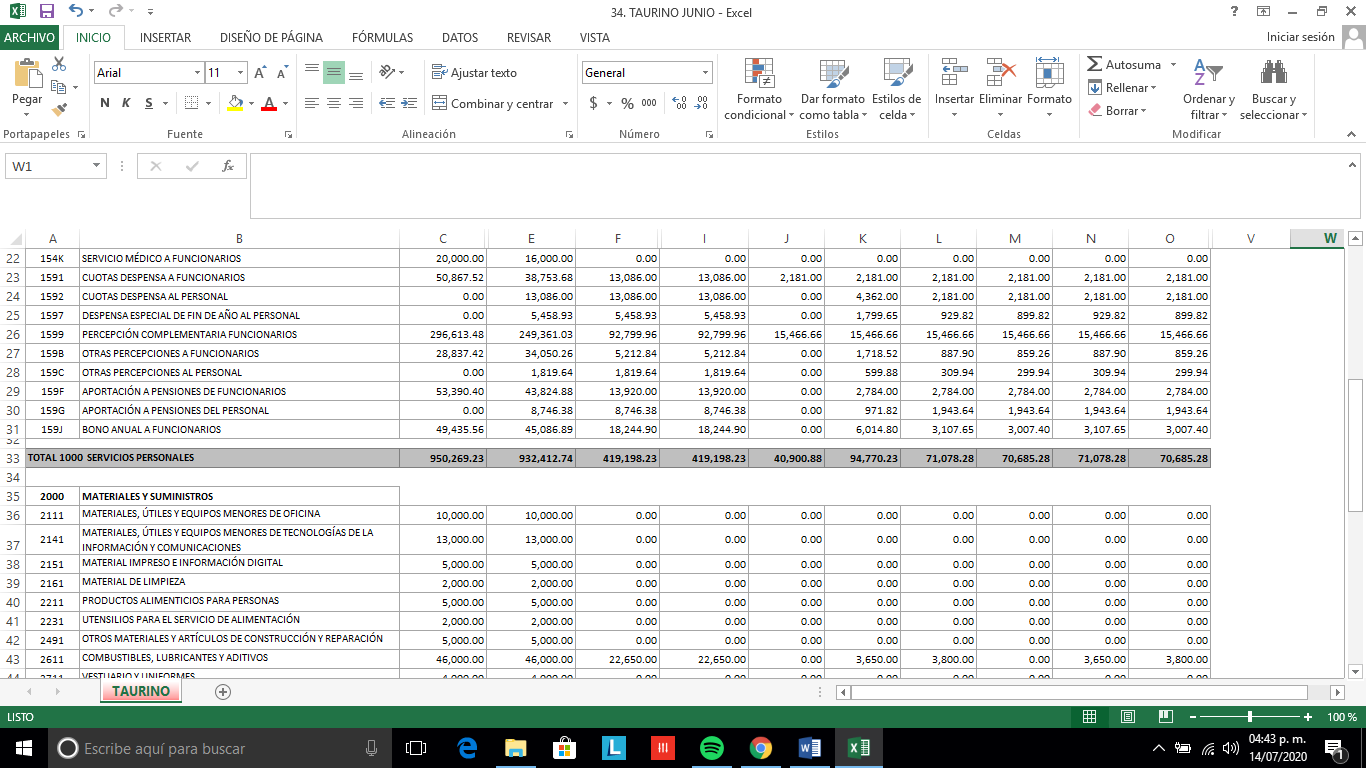 34. TAURINO JUNIO - Excel
ARCHIVO INICIO INSERTAR DISEÑO DE PÁGINA FÓRMULAS DATOS REVISAR VISTA Iniciar sesión
Pegar
Arial 11
N K S
Ajustar texto
Combinar y centrar
General
$ % 000
Formato condicional
Dar formato como tabla
Estilos de celda
Insertar Eliminar Formato
Autosuma
Rellenar
Borrar
Ordenar y filtrar
Buscar y seleccionar
Portapapeles Fuente Alineación Número Estilos Celdas Modificar
W1 fx
A B C E F I J K L M N O V W
22 154K SERVICIO MÉDICO A FUNCIONARIOS 20,000.00 16,000.00 0.00 0.00 0.00 0.00 0.00 0.00 0.00 0.00
23 1591 CUOTAS DESPENSA A FUNCIONARIOS 50,867.52 38,753.68 13,086.00 13,086.00 2,181.00 2,181.00 2,181.00 2,181.00 2,181.00 2,181.00
24 1592 CUOTAS DESPENSA AL PERSONAL 0.00 13,086.00 13,086.00 13,086.00 0.00 4,362.00 2,181.00 2,181.00 2,181.00 2,181.00
25 1597 DESPENSA ESPECIAL DE FIN DE AÑO AL PERSONAL 0.00 5,458.93 5,458.93 5,458.93 0.00 1,799.65 929.82 899.82 929.82 899.82
26 1599 PERCEPCIÓN COMPLEMENTARIA FUNCIONARIOS 296,613.48 249,361.03 92,799.96 92,799.96 15,466.66 15,466.66 15,466.66 15,466.66 15,466.66 15,466.66
27 159B OTRAS PERCEPCIONES A FUNCIONARIOS 28,837.42 34,050.26 5,212.84 5,212.84 0.00 1,718.52 887.90 859.26 887.90 859.26
28 159C OTRAS PERCEPCIONES AL PERSONAL 0.00 1,819.64 1,819.64 1,819.64 0.00 599.88 309.94 299.94 309.94 299.94
29 159F APORTACIÓN A PENSIONES DE FUNCIONARIOS 53,390.40 43,824.88 13,920.00 13,920.00 0.00 2,784.00 2,784.00 2,784.00 2,784.00 2,784.00
30 159G APORTACIÓN A PENSIONES DEL PERSONAL 0.00 8,746.38 8,746.38 8,746.38 0.00 971.82 1,943.65 1,943.64 1,943.64 1,943.64
31 159J BONO ANUAL A FUNCIONARIOS 49,435.56 45,086.89 18,244.90 18,244.90 0.00 6,014.80 3,107.65 3,007.40 3,107.65 3,007.40
32
33 TOTAL 1000 SERVICIOS PERSONALES 950,269.23 932,412.74 419,198.23 419,198.23 40,900.88 94,770.23 71,078.28 70,685.28 71,078.28 70,685.28
34
35 2000 MATERIALES Y SUMINISTROS
36 2111 MATERIALES, ÚTILES Y EQUIPOS MENORES DE OFICINA 10,000.00 10,000.00 0.00 0.00 0.00 0.00 0.00 0.00 0.00 0.00
37 2141 MATERIALES, ÚTILES Y EQUIPOS MENORES DE TECNOLOGÍAS DE LA
INFORMACIÓN Y COMUNICACIONES 13,000.00 13,000.00 0.00 0.00 0.00 0.00 0.00 0.00 0.00 0.00
38 2151 MATERIAL IMPRESO E INFORMACIÓN DIGITAL 5,000.00 5,000.00 0.00 0.00 0.00 0.00 0.00 0.00 0.00 0.00
39 2161 MATERIAL DE LIMPIEZA 2,000.00 2,000.00 0.00 0.00 0.00 0.00 0.00 0.00 0.00 0.00
40 2211 PRODUCTOS ALIMENTICIOS PARA PERSONAS 5,000.00 5,000.00 0.00 0.00 0.00 0.00 0.00 0.00 0.00 0.00
41 2231 UTENSILIOS PARA EL SERVICIO DE ALIMENTACIÓN 2,000.00 2,000.00 0.00 0.00 0.00 0.00 0.00 0.00 0.00 0.00
42 2491 OTROS MATERIALES Y ARTÍCULOS DE CONSTRUCCIÓN Y REPARACIÓN 5,000.00 5,000.00 0.00 0.00 0.00 0.00 0.00 0.00 0.00 0.00
43 2611 COMBUSTIBLES, LUBRICANTES Y ADITIVOS 46,000.00 46,000.00 22,650.00 22,650.00 0.00 3,650.00 3,800.00 0.00 3,650.00 3,800.00
44 2711 VESTUARIO Y UNIFORMES 4,000.00 4,000.00 0.00 0.00 0.00 0.00 0.00 0.00 0.00 0.00
TAURINO
LISTO 100 %
Escribe aquí para buscar
04:43 p. m.
14/07/2020
1